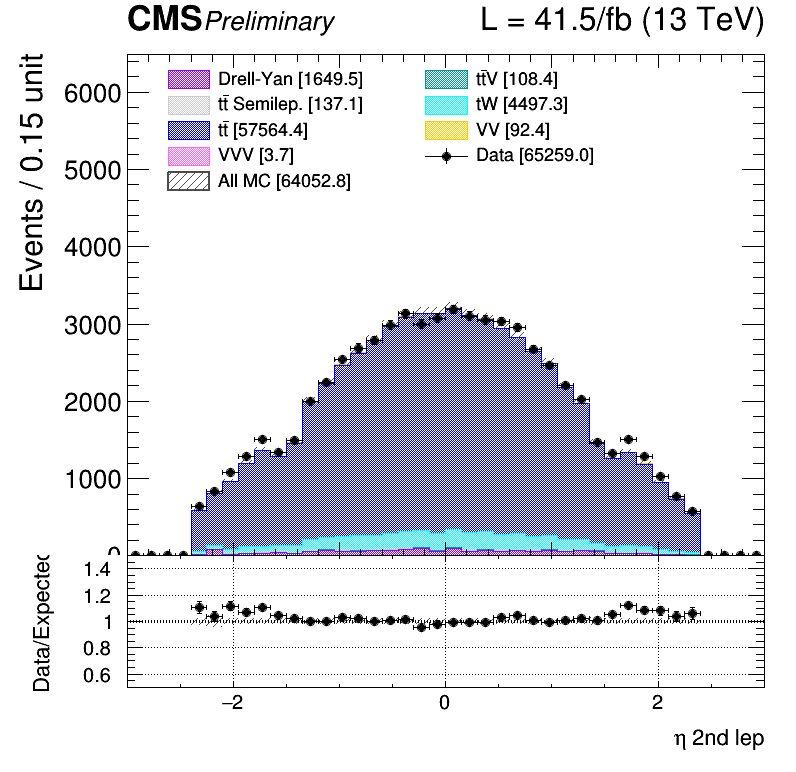 CMS Preliminary L = 41.5/fb (13 TeV)
Events / 0.15 unit
6000
5000
4000
3000
2000
1000
0
Drell-Yan [1649.5]
tt̄ Semilep. [137.1]
tt̄ [57564.4]
VVV [3.7]
All MC [64052.8]
tt̄V [108.4]
tW [4497.3]
VV [92.4]
Data [65259.0]
Data/Expected
1.4
1.2
1
0.8
0.6
−2 0 2
η 2nd lep